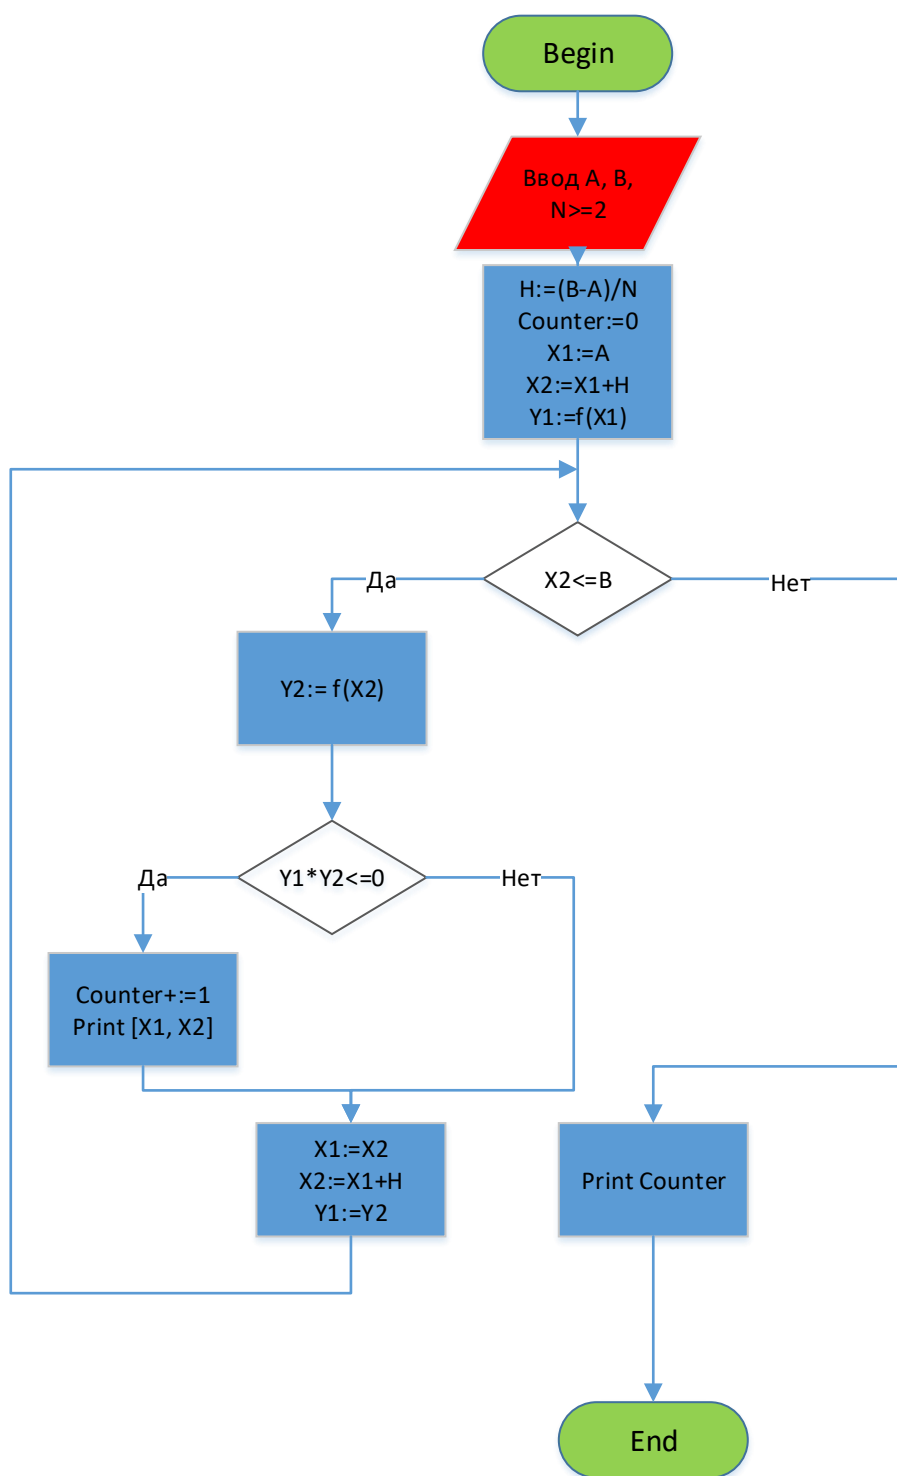 Begin
Ввод A, B,
N>=2
H:=(B-A)/N
Counter:=0
X1:=A
X2:=X1+H
Y1:=f(X1)
X2<=B
Да
Нет
Y2:= f(X2)
Y1*Y2<=0
Да
Нет
Counter+:=1
Print [X1, X2]
X1:=X2
X2:=X1+H
Y1:=Y2
Print Counter
End